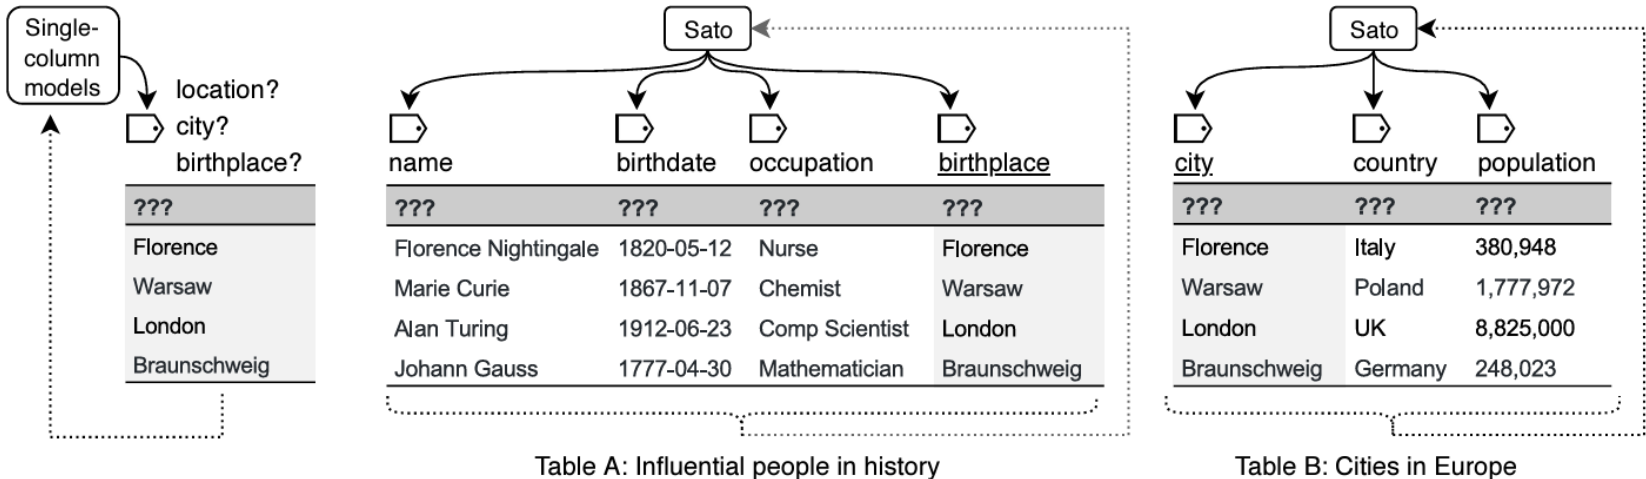 Single-
column
models
location?
city?
birthplace?
???
Florence
Warsaw
London
Braunschweig
Sato
name birthdate occupation birthplace
??? ??? ??? ???
Florence Nightingale 1820-05-12 Nurse Florence
Marie Curie 1867-11-07 Chemist Warsaw
Alan Turing 1912-06-23 Comp Scientist London
Johann Gauss 1777-04-30 Mathematician Braunschweig
Table A: Influential people in history
Sato
city country population
??? ??? ???
Florence Italy 380,948
Warsaw Poland 1,777,972
London UK 8,825,000
Braunschweig Germany 248,023
Table B: Cities in Europe